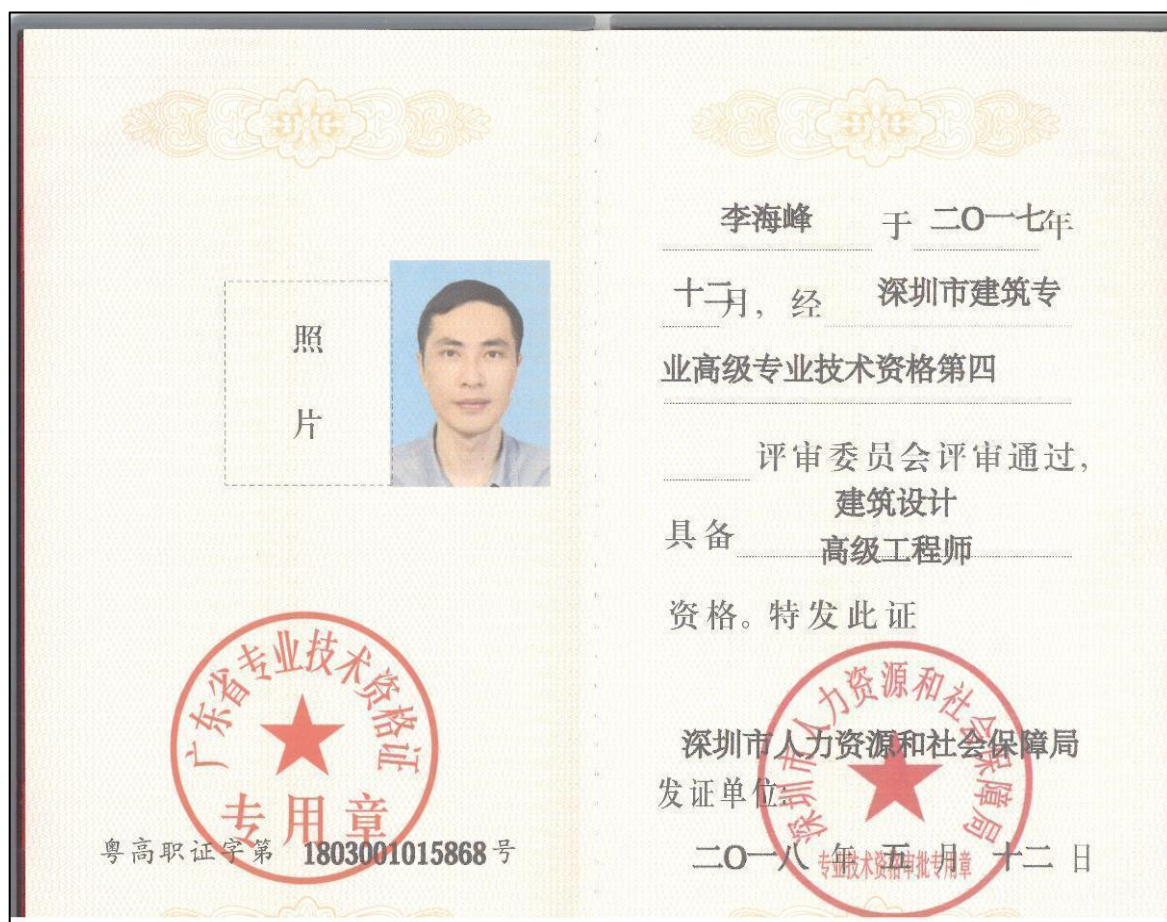 照
片
广东省专业技术资格证
专用章
粤高职证字第 1803001015868 号
李海峰 于 二O一七年
十二月，经 深圳市建筑专
业高级专业技术资格第四
评审委员会评审通过，
建筑设计
具备 高级工程师
资格。特发此证
深圳市人力资源和社会保障局
深圳市人力资源和社会保障局
发证单位：
二O一八 年 五 月 十二 日
专业技术资格审批专用章